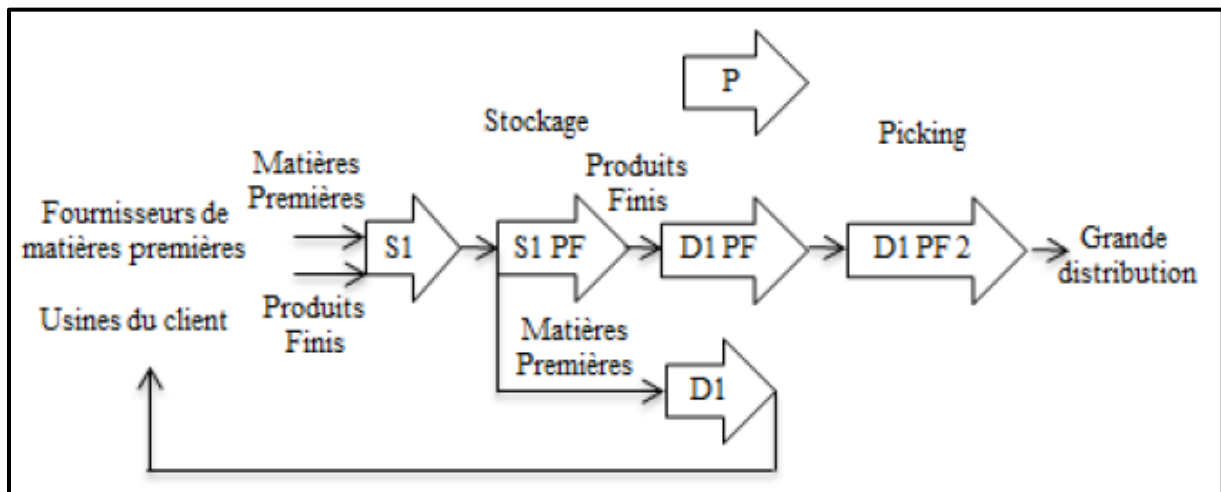 P
Stockage
Picking
Matières
Premières
Produits
Finis
Fournisseurs de
matières premières
S1
S1 PF
D1 PF
D1 PF 2
Grande
distribution
Usines du client
Produits
Finis
Matières
Premières
D1